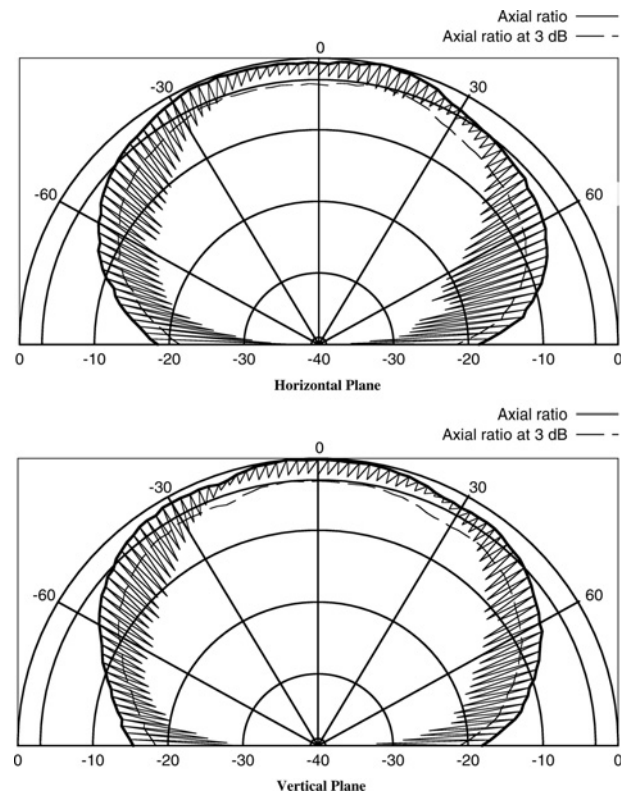 Axial ratio
Axial ratio at 3 dB
0
-30 30
-60 60
0 -10 -20 -30 -40 -30 -20 -10 0
Horizontal Plane
Axial ratio
Axial ratio at 3 dB
0
-30 30
-60 60
0 -10 -20 -30 -40 -30 -20 -10 0
Vertical Plane